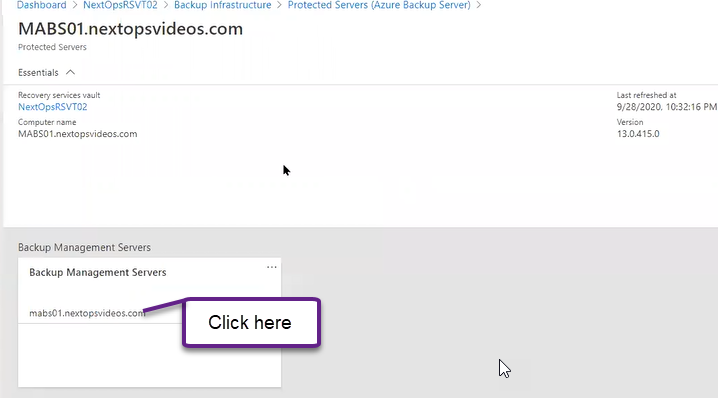 Dashboard > NextOpsRSVT02 > Backup Infrastructure > Protected Servers (Azure Backup Server) >
MABS01.nextopsvideos.com
Protected Servers
Essentials
Recovery services vault
NextOpsRSVT02
Computer name
MABS01.nextopsvideos.com
Last refreshed at
9/28/2020, 10:32:16 PM
Version
13.0.415.0
Backup Management Servers
Backup Management Servers
...
mabs01.nextopsvideos.com
Click here